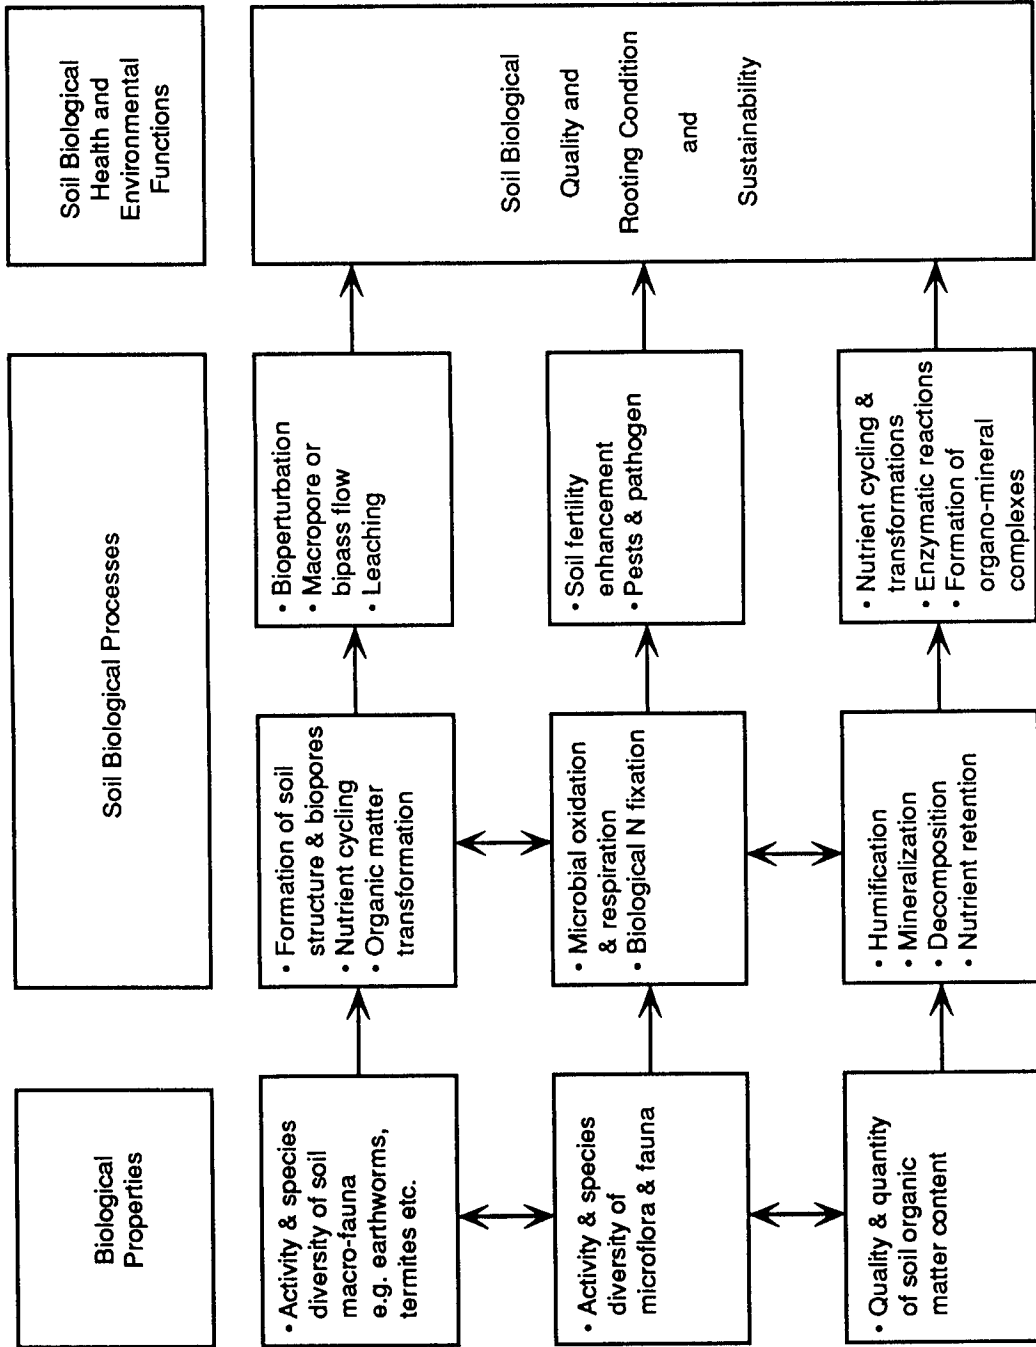 Biological
Properties
Soil Biological Processes
Soil Biological
Health and
Environmental
Functions
• Activity & species
diversity of soil
macro-fauna
e.g. earthworms,
termites etc.
• Formation of soil
structure & biopores
• Nutrient cycling
• Organic matter
transformation
• Bioperturbation
• Macropore or
bipass flow
• Leaching
• Activity & species
diversity of
microflora & fauna
• Microbial oxidation
& respiration
• Biological N fixation
• Soil fertility
enhancement
• Pests & pathogen
• Quality & quantity
of soil organic
matter content
• Humification
• Mineralization
• Decomposition
• Nutrient retention
• Nutrient cycling &
transformations
• Enzymatic reactions
• Formation of
organo-mineral
complexes
Soil Biological
Quality and
Rooting Condition
and
Sustainability